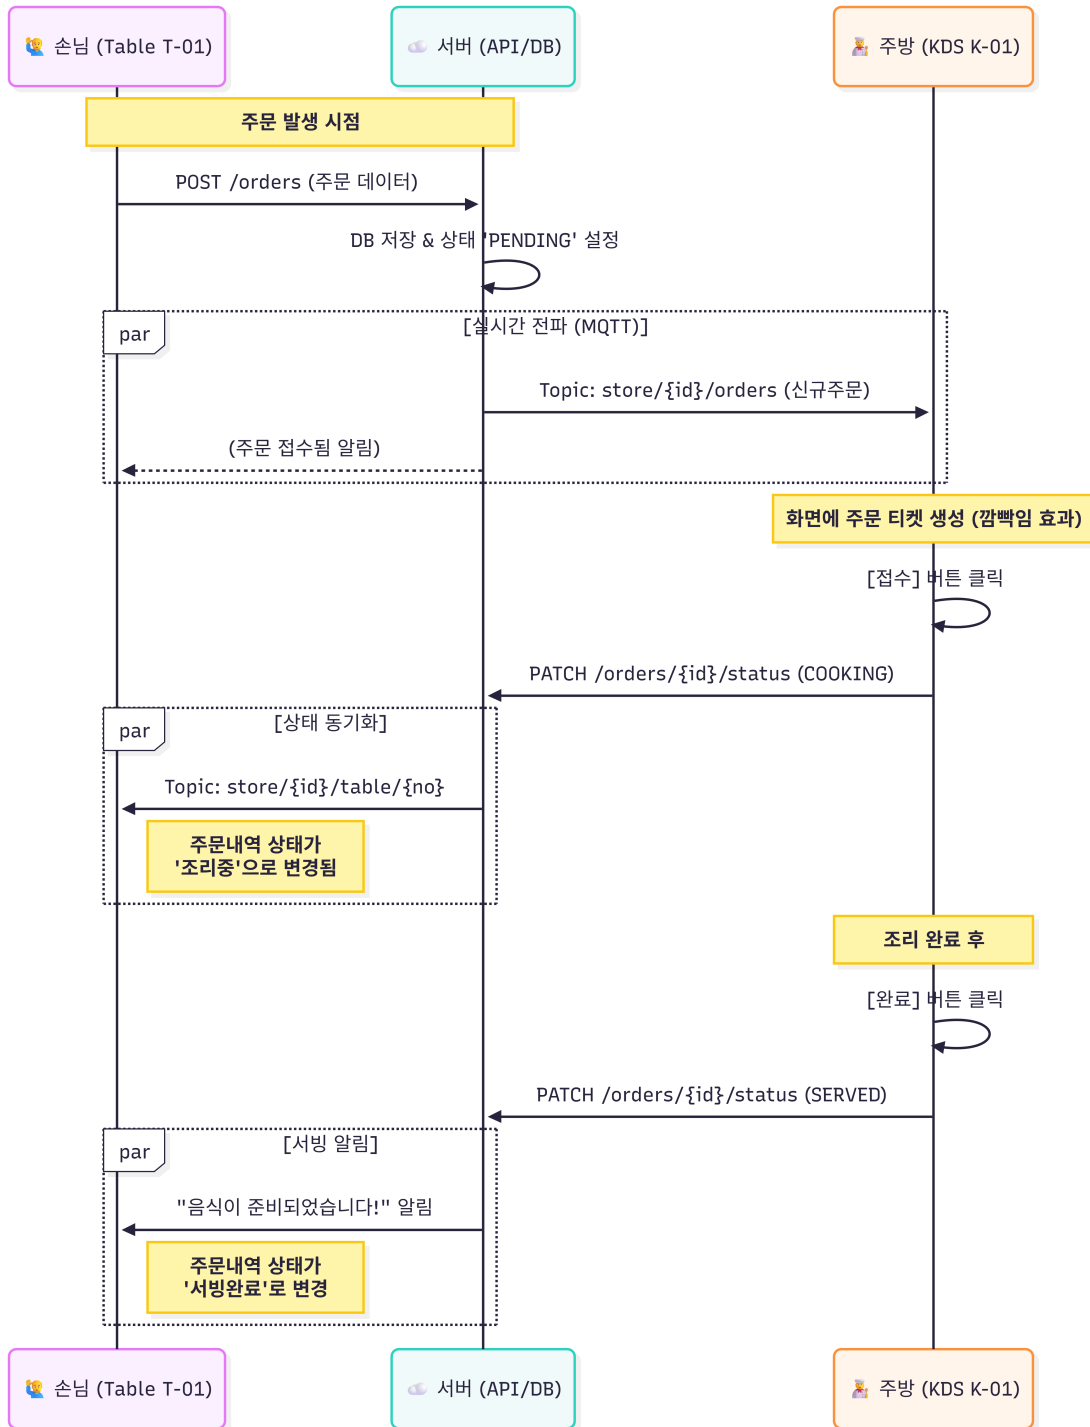 손님 (Table T-01)
서버 (API/DB)
주방 (KDS K-01)
주문 발생 시점
POST /orders (주문 데이터)
DB 저장 & 상태 'PENDING' 설정
par
[실시간 전파 (MQTT)]
Topic: store/{id}/orders (신규주문)
(주문 접수됨 알림)
화면에 주문 티켓 생성 (깜빡임 효과)
[접수] 버튼 클릭
PATCH /orders/{id}/status (COOKING)
par
[상태 동기화]
Topic: store/{id}/table/{no}
주문내역 상태가
'조리중'으로 변경됨
조리 완료 후
[완료] 버튼 클릭
PATCH /orders/{id}/status (SERVED)
par
[서빙 알림]
"음식이 준비되었습니다!" 알림
주문내역 상태가
'서빙완료'로 변경
손님 (Table T-01)
서버 (API/DB)
주방 (KDS K-01)